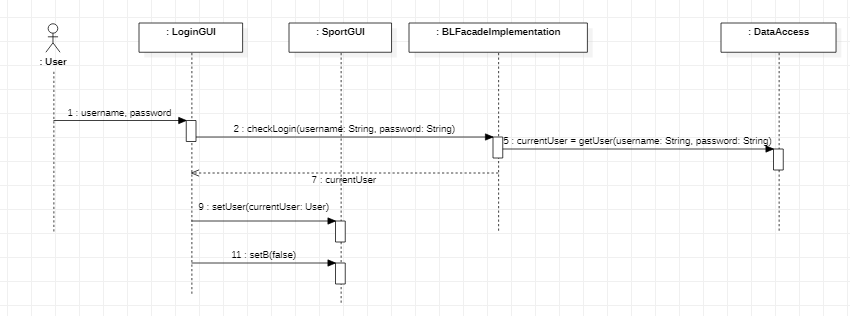 : LoginGUI
: SportGUI
: BLFacadeImplementation
: DataAccess
: User
1 : username, password
2 : checkLogin(username: String, password: String)
5 : currentUser = getUser(username: String, password: String)
7 : currentUser
9 : setUser(currentUser: User)
11 : setB(false)